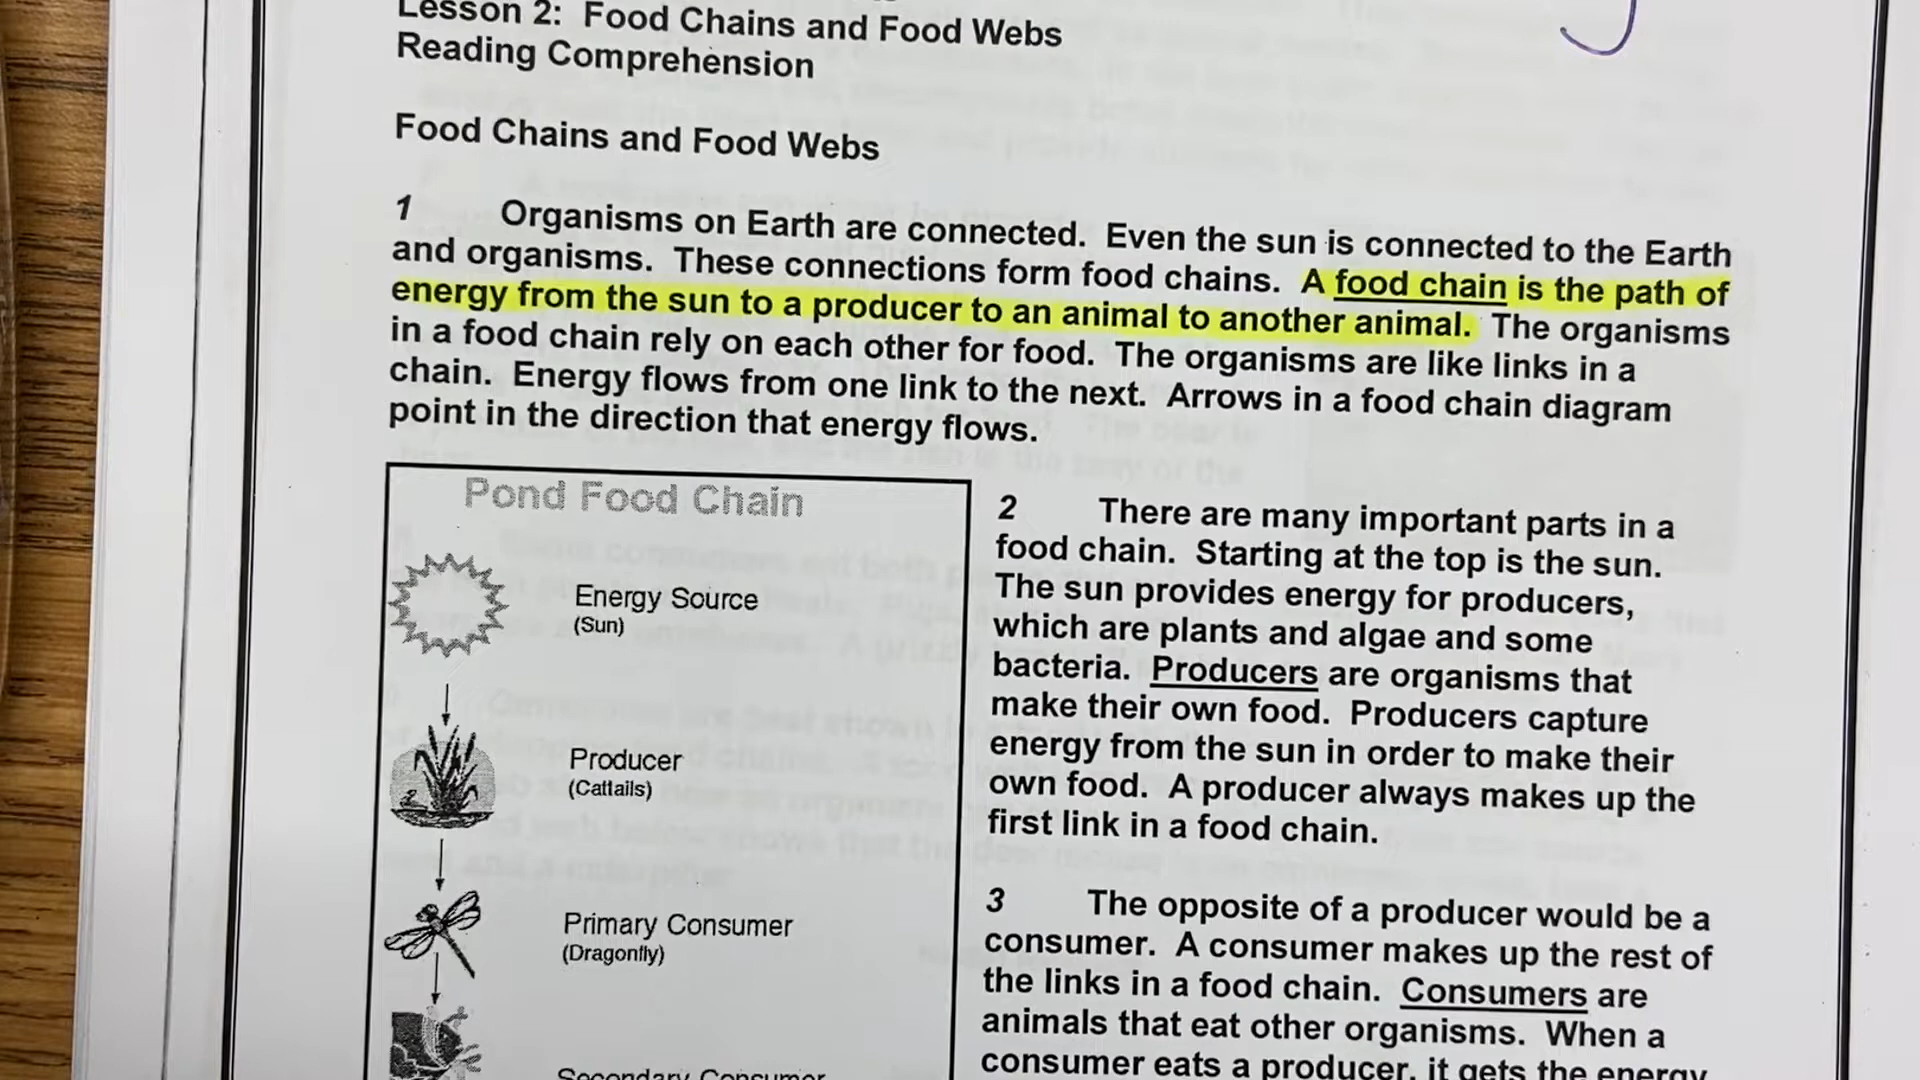 Lesson 2: Food Chains and Food Webs
Reading Comprehension
Food Chains and Food Webs
1 Organisms on Earth are connected. Even the sun is connected to the Earth
and organisms. These connections form food chains. A food chain is the path of
energy from the sun to a producer to an animal to another animal. The organisms
in a food chain rely on each other for food. The organisms are like links in a
chain. Energy flows from one link to the next. Arrows in a food chain diagram
point in the direction that energy flows.
Pond Food Chain
Energy Source
(Sun)
Producer
(Cattails)
Primary Consumer
(Dragonfly)
Secondary Consumer
2 There are many important parts in a
food chain. Starting at the top is the sun.
The sun provides energy for producers,
which are plants and algae and some
bacteria. Producers are organisms that
make their own food. Producers capture
energy from the sun in order to make their
own food. A producer always makes up the
first link in a food chain.
3 The opposite of a producer would be a
consumer. A consumer makes up the rest of
the links in a food chain. Consumers are
animals that eat other organisms. When a
consumer eats a producer, it gets the energy